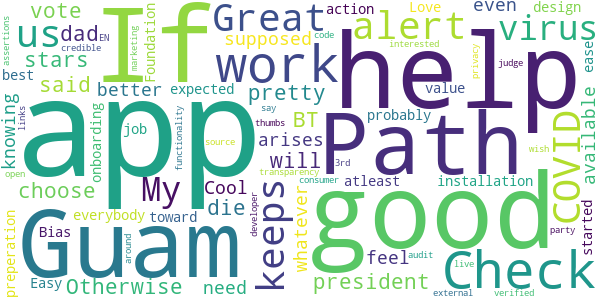 vote
If
Great
action
Love
even
design
Foundation
alert
virus
assertions
EN
us
dad
marketing
supposed
code
interested
ease
credible
stars
work
help
privacy
judge
best
said
better
expected
pretty
probably
value
knowing
links
app
job
functionality
source
BT
arises
thumbs
say
Path
covid
available
onboarding
will
3rd
wish
choose
My
Cool
transparency
consumer
atleast
installation
open
preperation
die
developer
keeps
whatever
feel
good
started
Guam
Bias
everybody
toward
president
audit
party
Easy
Otherwise
around
need
live
external
verified
Check